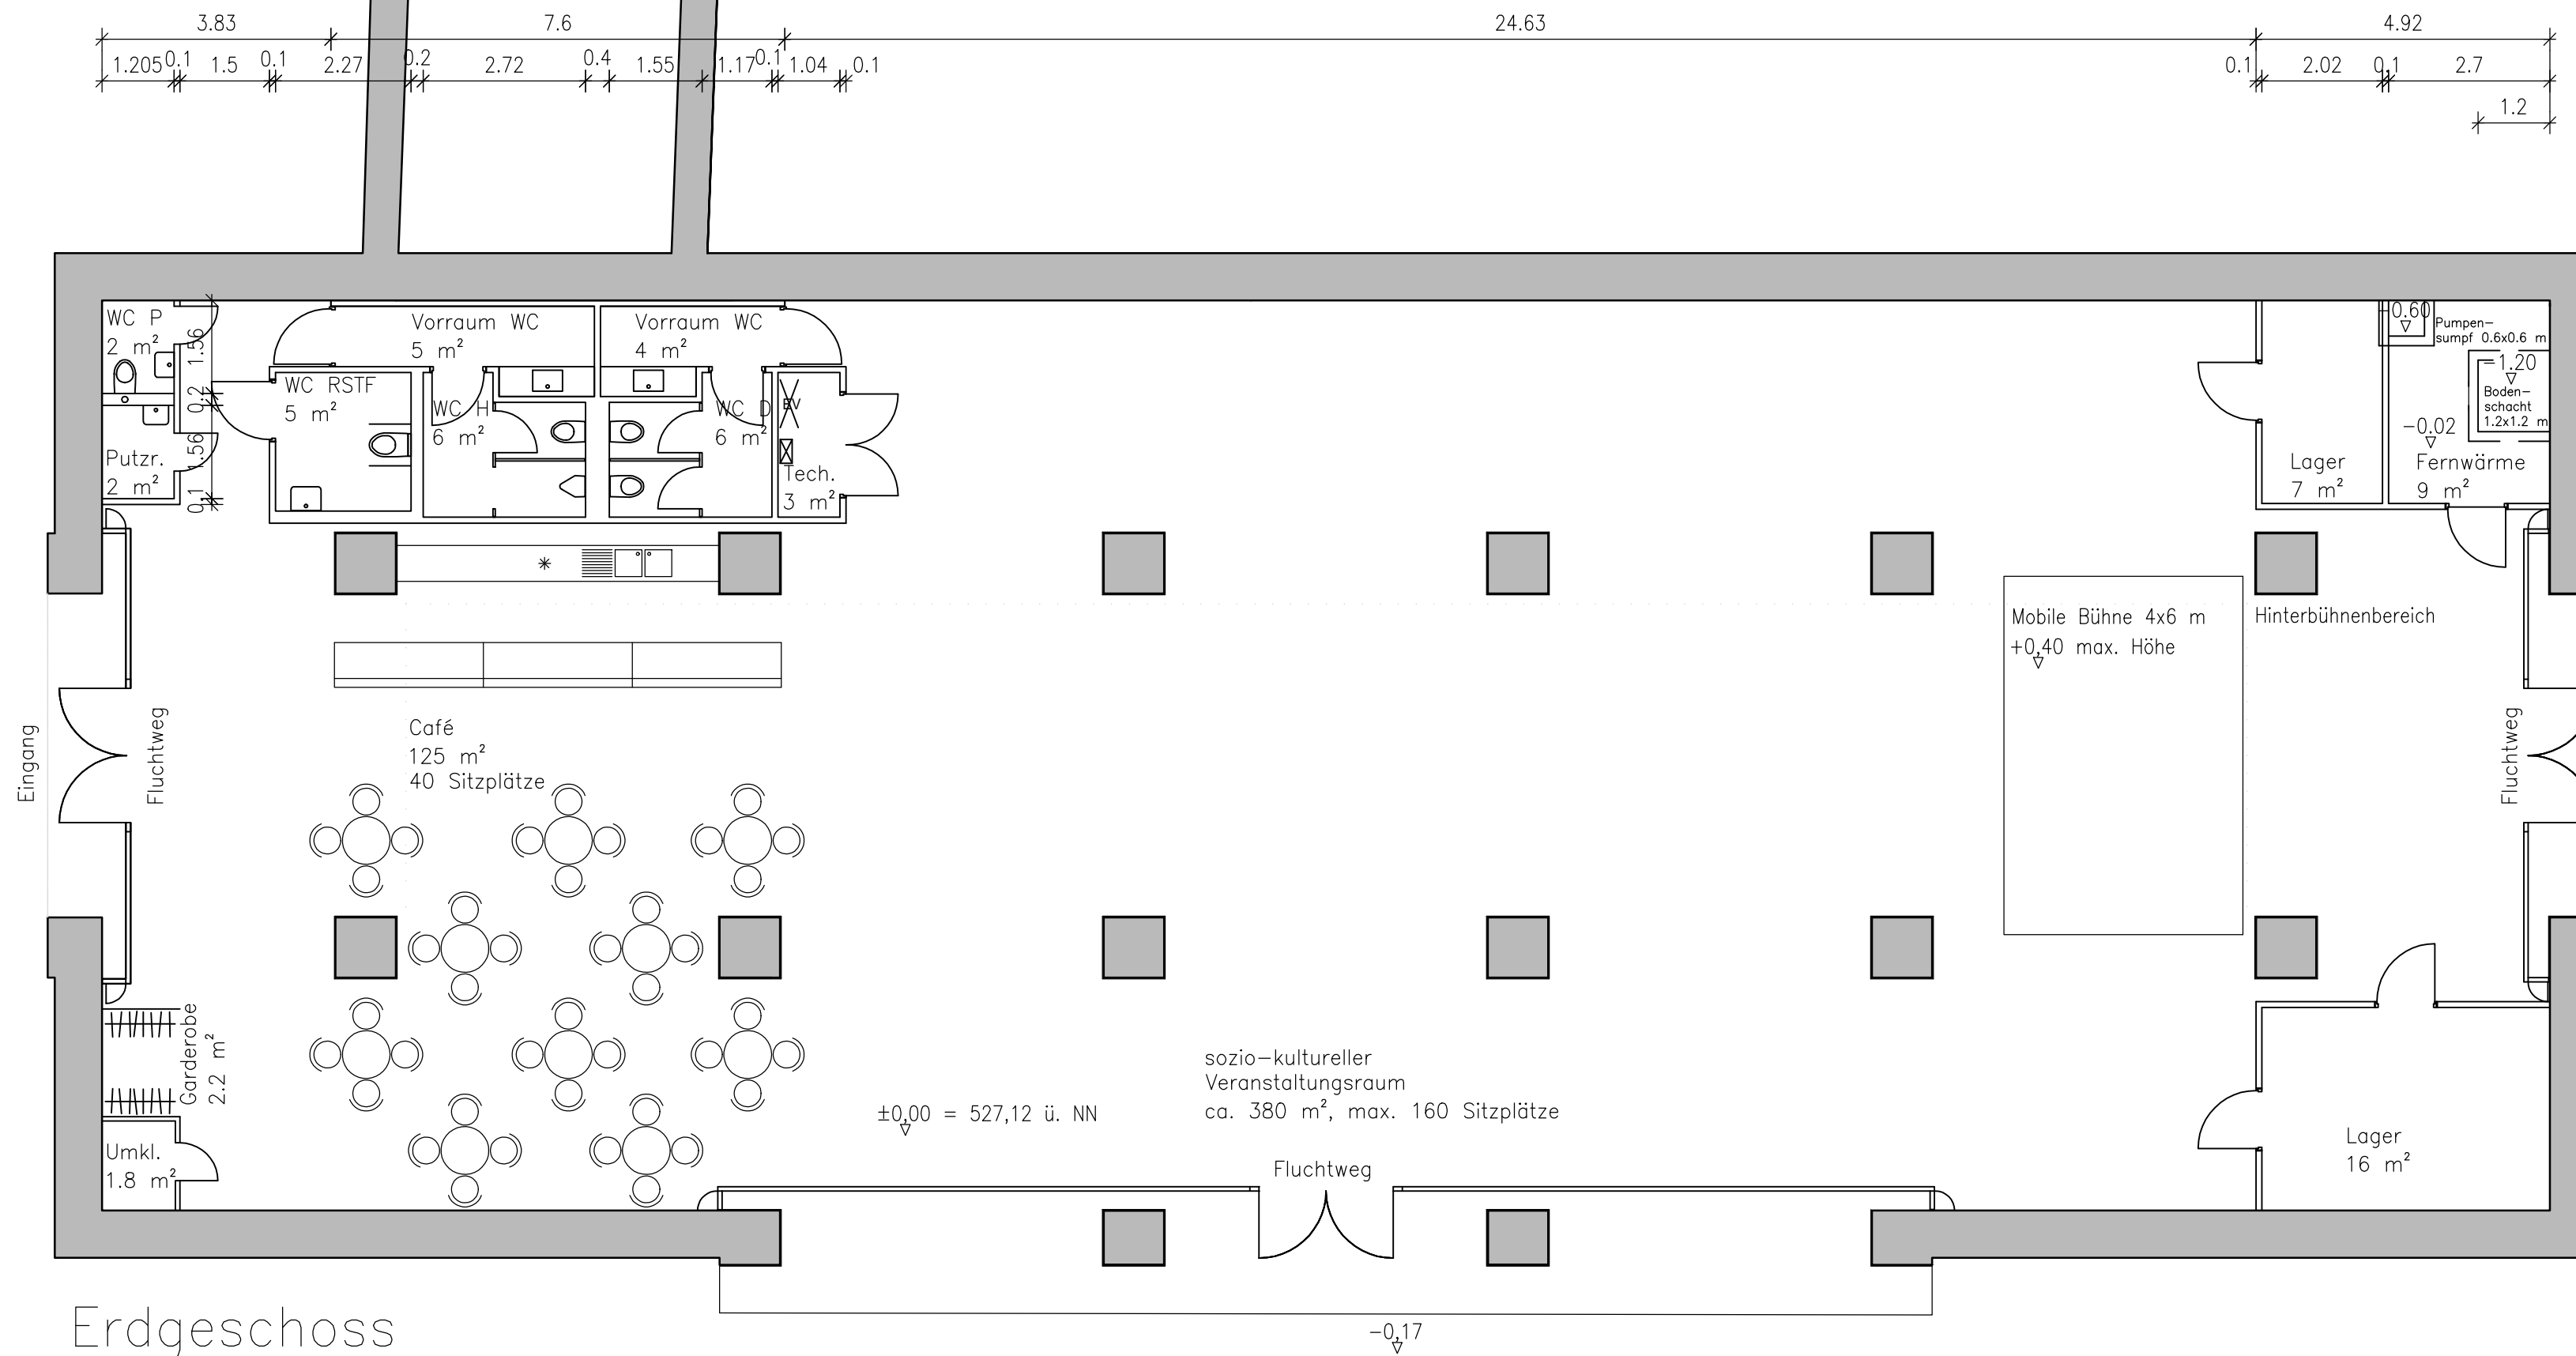 3.83 7.6 24.63 4.92
1.205 0.1 1.5 0.1 2.27 0.2 2.72 0.4 1.55 1.17 0.1 1.04 0.1 0.1 2.02 0.1 2.7
1.2
WC P
2 m²
1.56
0.2
1.56
0.1
Putzr.
2 m²
WC RSTF
5 m²
Vorraum WC
5 m²
Vorraum WC
4 m²
WC H
6 m²
WC D
6 m²
EV
Tech.
3 m²
Lager
7 m²
0.60
Pumpen-
sumpf 0.6x0.6 m
-1.20
Boden-
schacht
1.2x1.2 m
-0.02
Fernwärme
9 m²
Mobile Bühne 4x6 m
+0,40 max. Höhe
Hinterbühnenbereich
Eingang
Fluchtweg
Café
125 m²
40 Sitzplätze
Fluchtweg
Garderobe
2.2 m²
Umkl.
1.8 m²
±0,00 = 527,12 ü. NN
sozio-kultureller
Veranstaltungsraum
ca. 380 m², max. 160 Sitzplätze
Fluchtweg
Lager
16 m²
Erdgeschoss
-0,17